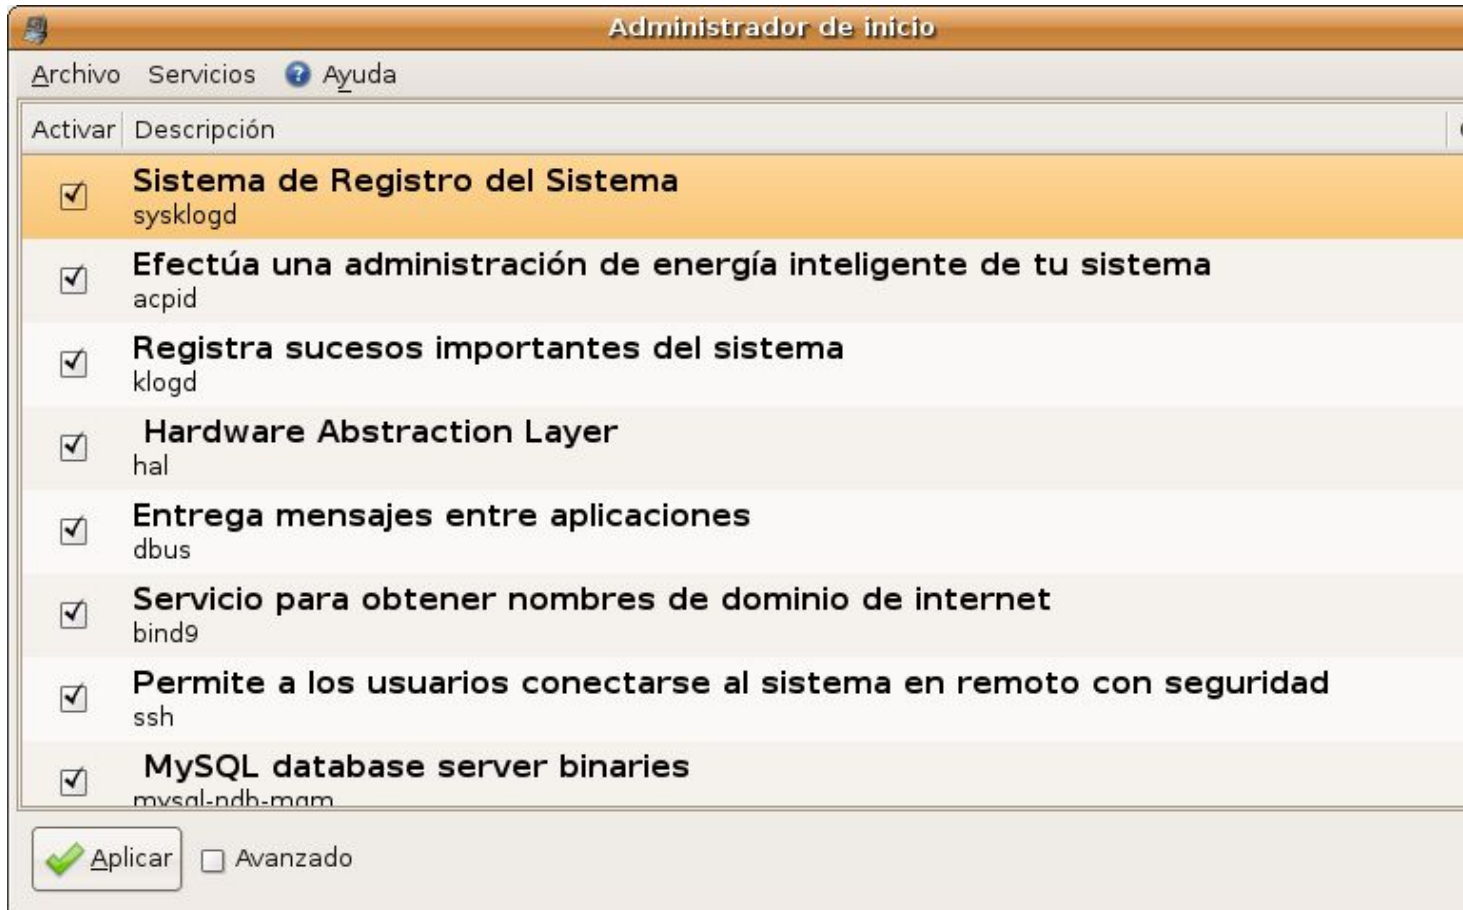 Administrador de inicio
Archivo Servicios Ayuda
Activar Descripción
Sistema de Registro del Sistema
sysklogd
Efectúa una administración de energía inteligente de tu sistema
acpid
Registra sucesos importantes del sistema
klogd
Hardware Abstraction Layer
hal
Entrega mensajes entre aplicaciones
dbus
Servicio para obtener nombres de dominio de internet
bind9
Permite a los usuarios conectarse al sistema en remoto con seguridad
ssh
MySQL database server binaries
mysql-ndb-mgm
Aplicar Avanzado